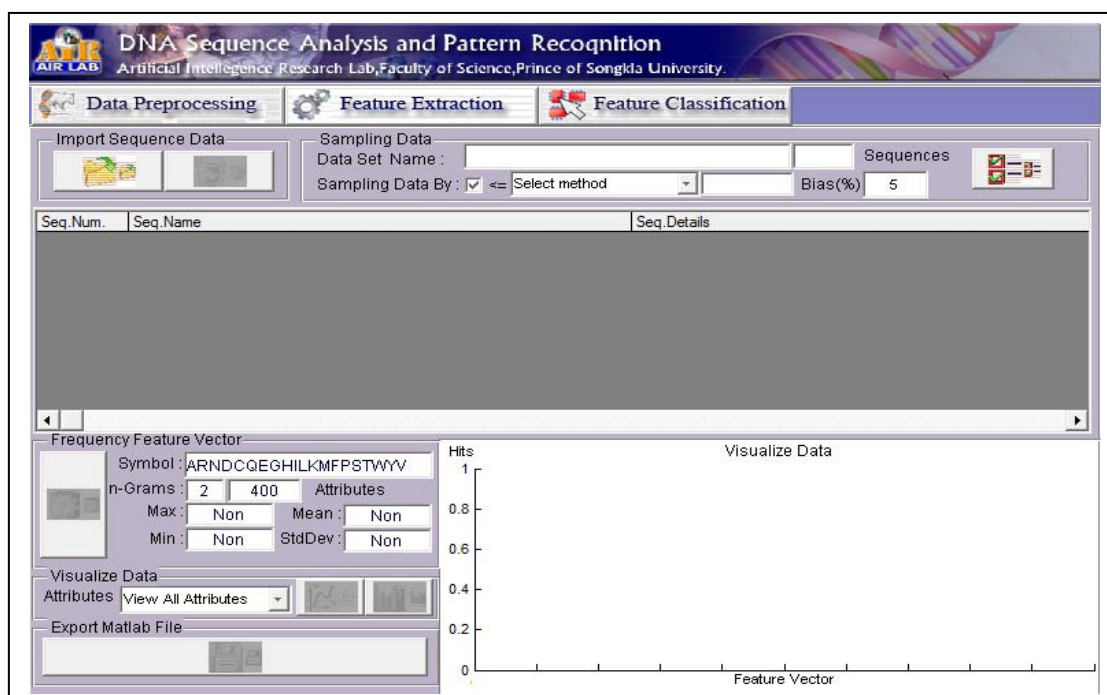 AIR
AIR LAB
DNA Sequence Analysis and Pattern Recoqnition
Artificial Intellegence Research Lab,Faculty of Science,Prince of Songkla University.
Data Preprocessing
Feature Extraction
Feature Classification
Import Sequence Data
Sampling Data
Data Set Name :
Sequences
Sampling Data By : <= Select method
Bias(%) 5
Seq.Num. Seq.Name Seq.Details
Frequency Feature Vector
Symbol : ARNDCQEGHILKMFPSTWYV
n-Grams : 2 400 Attributes
Max : Non Mean : Non
Min : Non StdDev : Non
Visualize Data
Attributes View All Attributes
Export Matlab File
Hits
Visualize Data
1
0.8
0.6
0.4
0.2
0
Feature Vector